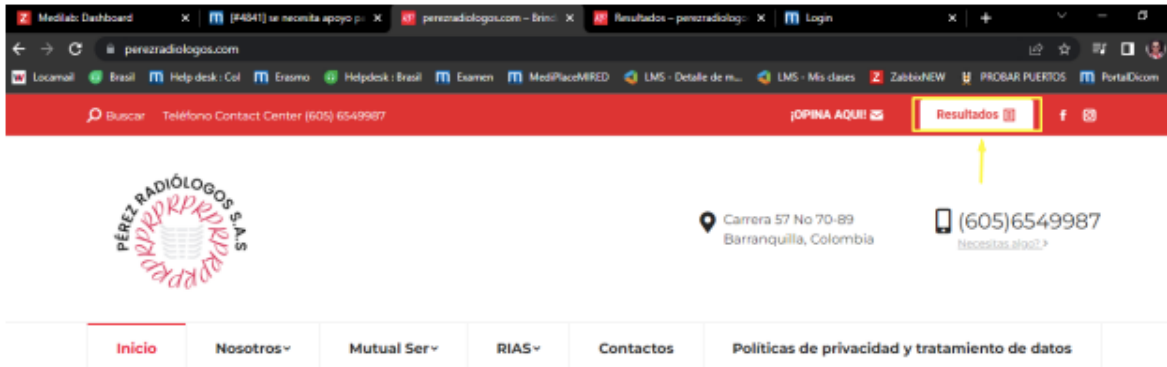 Medilab: Dashboard
[#4841] se necesita apoyo p
perezradiologos.com – Brind
Resultados – perezradiologo
Login
perezradiologos.com
Locamail
Brasil
Help desk : Col
Erasmo
Helpdesk : Brasil
Examen
MediPlaceMIRED
LMS - Detalle de m...
LMS - Mis clases
ZabbixNEW
PROBAR PUERTOS
PortalDicom
Buscar
Teléfono Contact Center (605) 6549987
¡OPINA AQUI!
Resultados
PÉREZ RADIÓLOGOS S.A.S
Carrera 57 No 70-89
Barranquilla, Colombia
(605)6549987
Necesitas algo?
Inicio
Nosotros
Mutual Ser
RIAS
Contactos
Políticas de privacidad y tratamiento de datos